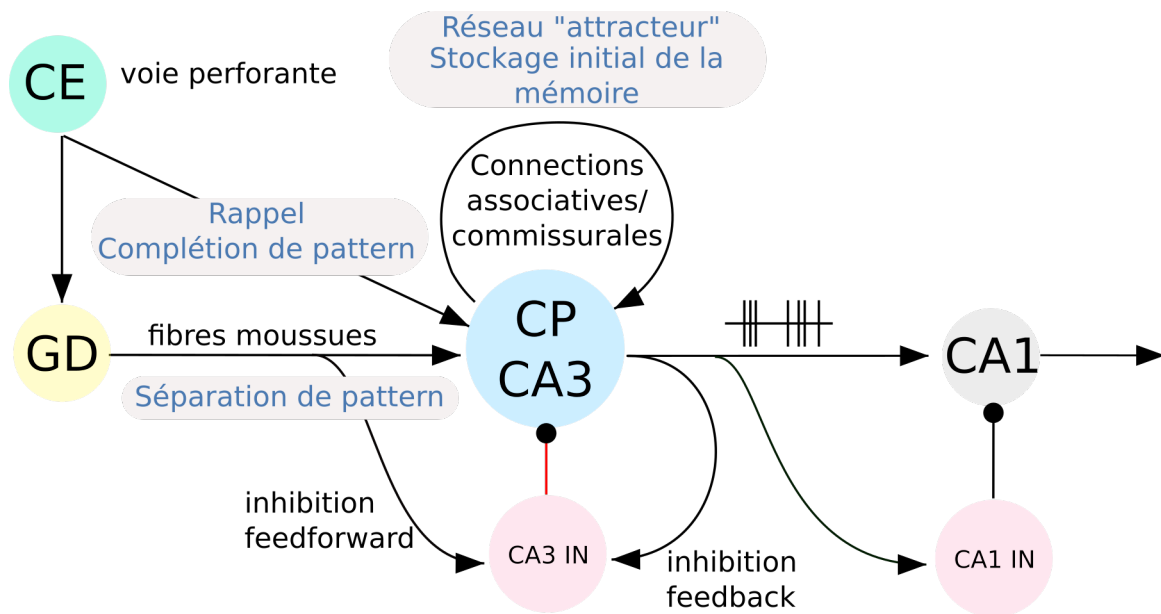 Réseau "attracteur"
Stockage initial de la
mémoire
CE
voie perforante
Connections
associatives/
commissurales
Rappel
Complétion de pattern
GD
fibres moussues
CP
CA3
CA1
Séparation de pattern
inhibition
feedforward
CA3 IN
inhibition
feedback
CA1 IN